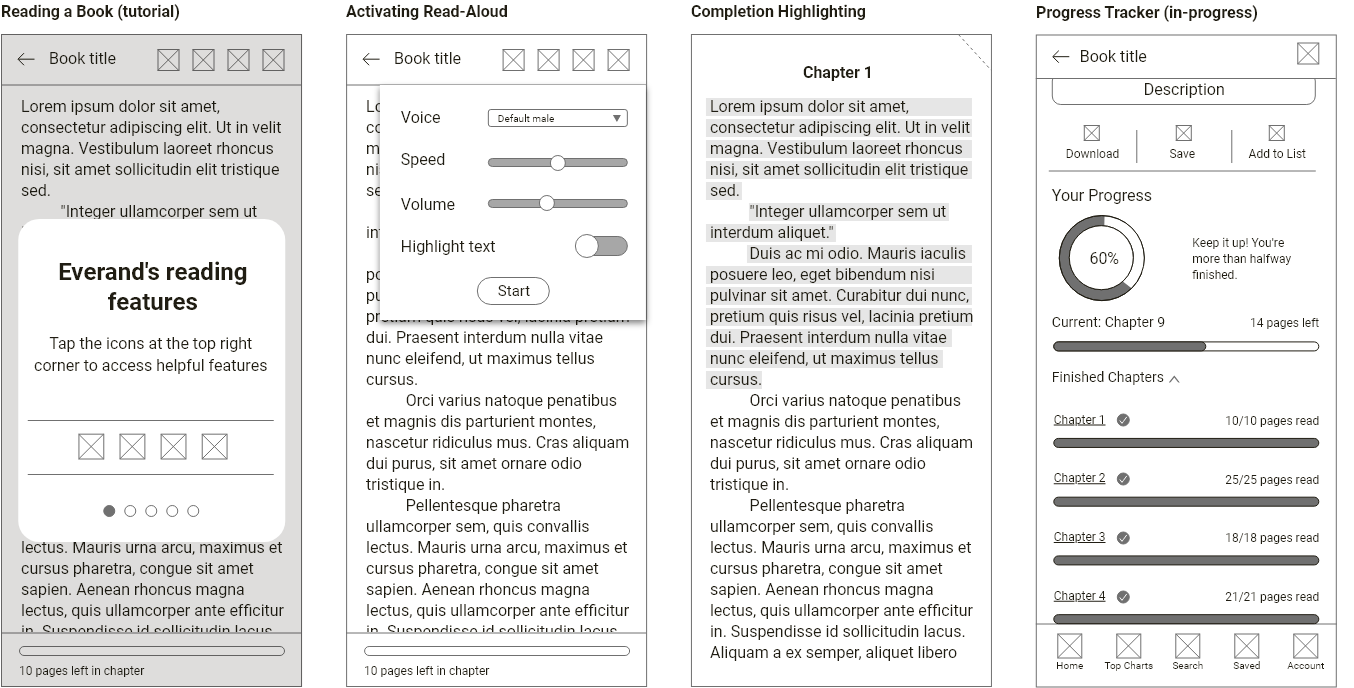 Reading a Book (tutorial)
Book title
Lorem ipsum dolor sit amet,
consectetur adipiscing elit. Ut in velit
magna. Vestibulum laoreet rhoncus
nisi, sit amet sollicitudin elit tristique
sed.
"Integer ullamcorper sem ut
Everand's reading
features
Tap the icons at the top right
corner to access helpful features
lectus. Mauris urna arcu, maximus et
cursus pharetra, congue sit amet
sapien. Aenean rhoncus magna
lectus, quis ullamcorper ante efficitur
in. Suspendisse id sollicitudin lacus.
10 pages left in chapter
Activating Read-Aloud
Book title
Voice
Default male
Speed
Volume
Highlight text
Start
pretium quis risus vel, lacinia pretium
dui. Praesent interdum nulla vitae
nunc eleifend, ut maximus tellus
cursus.
Orci varius natoque penatibus
et magnis dis parturient montes,
nascetur ridiculus mus. Cras aliquam
dui purus, sit amet ornare odio
tristique in.
Pellentesque pharetra
ullamcorper sem, quis convallis
lectus. Mauris urna arcu, maximus et
cursus pharetra, congue sit amet
sapien. Aenean rhoncus magna
lectus, quis ullamcorper ante efficitur
in. Suspendisse id sollicitudin lacus.
10 pages left in chapter
Completion Highlighting
Chapter 1
Lorem ipsum dolor sit amet,
consectetur adipiscing elit. Ut in velit
magna. Vestibulum laoreet rhoncus
nisi, sit amet sollicitudin elit tristique
sed.
"Integer ullamcorper sem ut
interdum aliquet."
Duis ac mi odio. Mauris iaculis
posuere leo, eget bibendum nisi
pulvinar sit amet. Curabitur dui nunc,
pretium quis risus vel, lacinia pretium
dui. Praesent interdum nulla vitae
nunc eleifend, ut maximus tellus
cursus.
Orci varius natoque penatibus
et magnis dis parturient montes,
nascetur ridiculus mus. Cras aliquam
dui purus, sit amet ornare odio
tristique in.
Pellentesque pharetra
ullamcorper sem, quis convallis
lectus. Mauris urna arcu, maximus et
cursus pharetra, congue sit amet
sapien. Aenean rhoncus magna
lectus, quis ullamcorper ante efficitur
in. Suspendisse id sollicitudin lacus.
Aliquam a ex semper, aliquet libero
Progress Tracker (in-progress)
Book title
Description
Download
Save
Add to List
Your Progress
60%
Keep it up! You're
more than halfway
finished.
Current: Chapter 9
14 pages left
Finished Chapters
Chapter 1
10/10 pages read
Chapter 2
25/25 pages read
Chapter 3
18/18 pages read
Chapter 4
21/21 pages read
Home
Top Charts
Search
Saved
Account